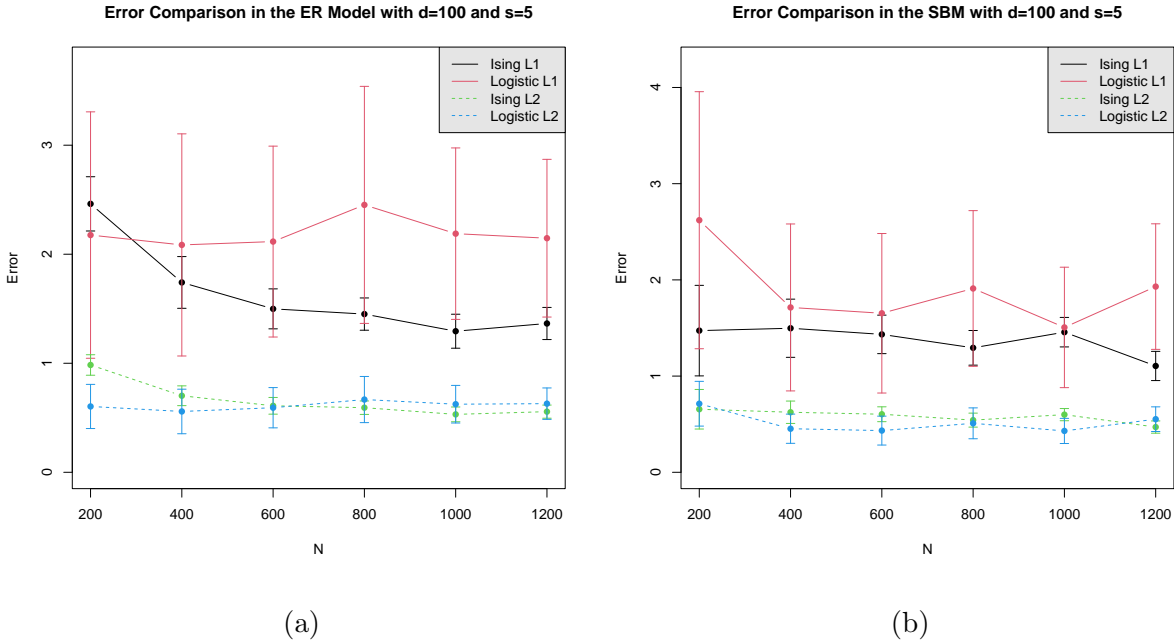 Error Comparison in the ER Model with d=100 and s=5
Ising L1
Logistic L1
Ising L2
Logistic L2
3
2
1
0
Error
200 400 600 800 1000 1200
N
(a)
Error Comparison in the SBM with d=100 and s=5
Ising L1
Logistic L1
Ising L2
Logistic L2
4
3
2
1
0
Error
200 400 600 800 1000 1200
N
(b)